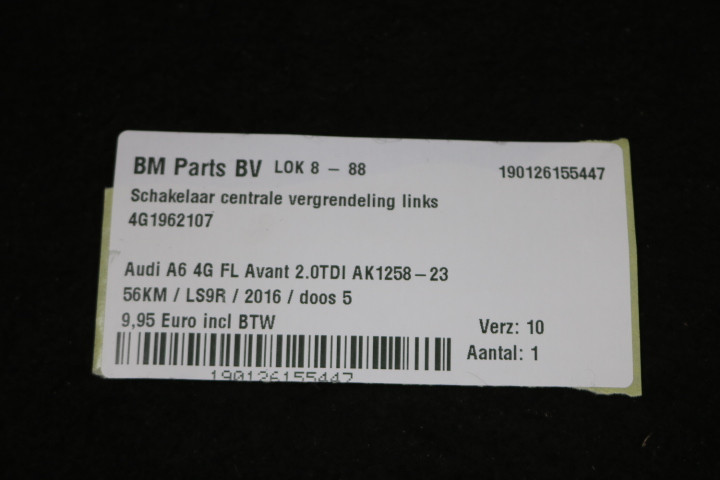 BM Parts BV LOK 8 – 88 190126155447
Schakelaar centrale vergrendeling links
4G1962107
Audi A6 4G FL Avant 2.0TDI AK1258–23
56KM / LS9R / 2016 / doos 5
9,95 Euro incl BTW Verz: 10
Aantal: 1
190126155447